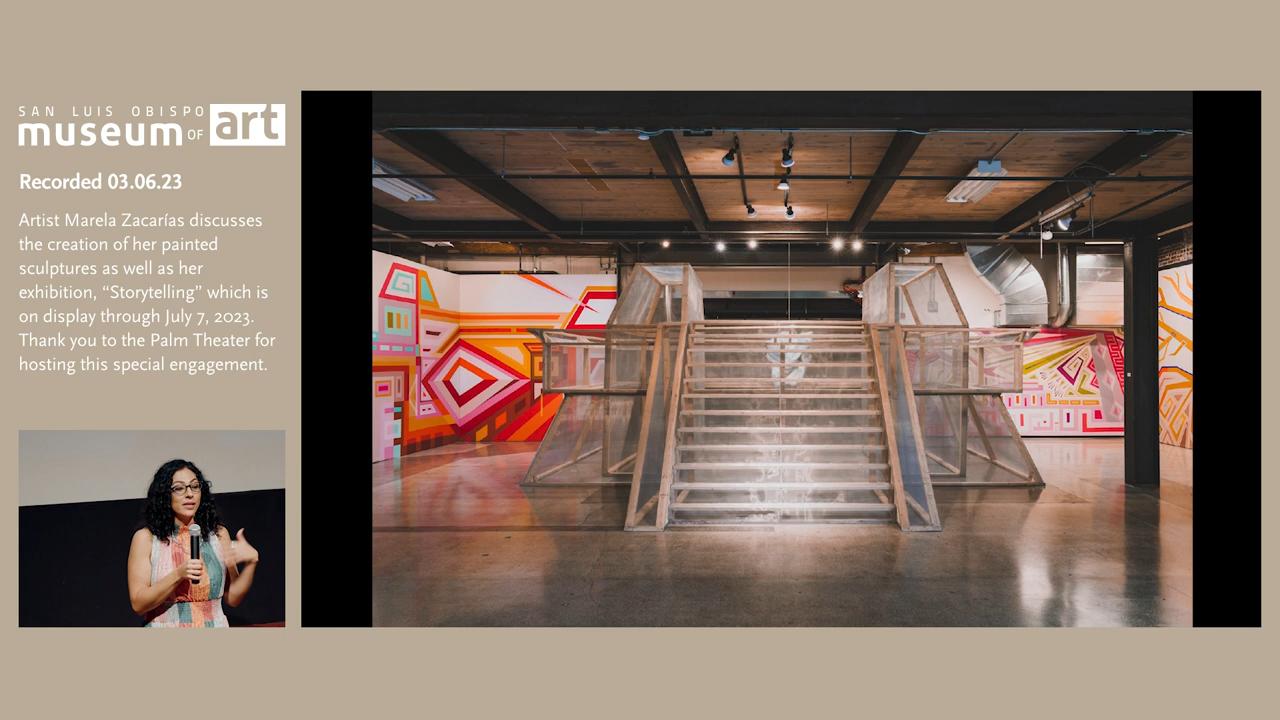 SAN LUIS OBISPO
museum OF art
Recorded 03.06.23
Artist Marela Zacarías discusses
the creation of her painted
sculptures as well as her
exhibition, “Storytelling” which is
on display through July 7, 2023.
Thank you to the Palm Theater for
hosting this special engagement.